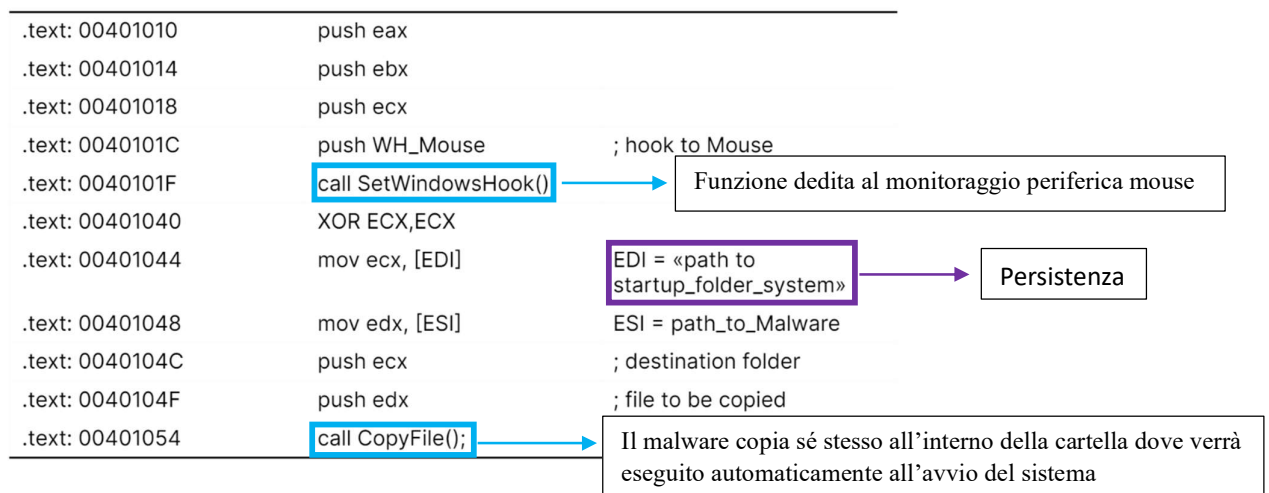 .text: 00401010 push eax
.text: 00401014 push ebx
.text: 00401018 push ecx
.text: 0040101C push WH_Mouse ; hook to Mouse
.text: 0040101F call SetWindowsHook() Funzione dedita al monitoraggio periferica mouse
.text: 00401040 XOR ECX,ECX
.text: 00401044 mov ecx, [EDI] EDI = «path to
startup_folder_system» Persistenza
.text: 00401048 mov edx, [ESI] ESI = path_to_Malware
.text: 0040104C push ecx ; destination folder
.text: 0040104F push edx ; file to be copied
.text: 00401054 call CopyFile();
Il malware copia sé stesso all’interno della cartella dove verrà
eseguito automaticamente all’avvio del sistema